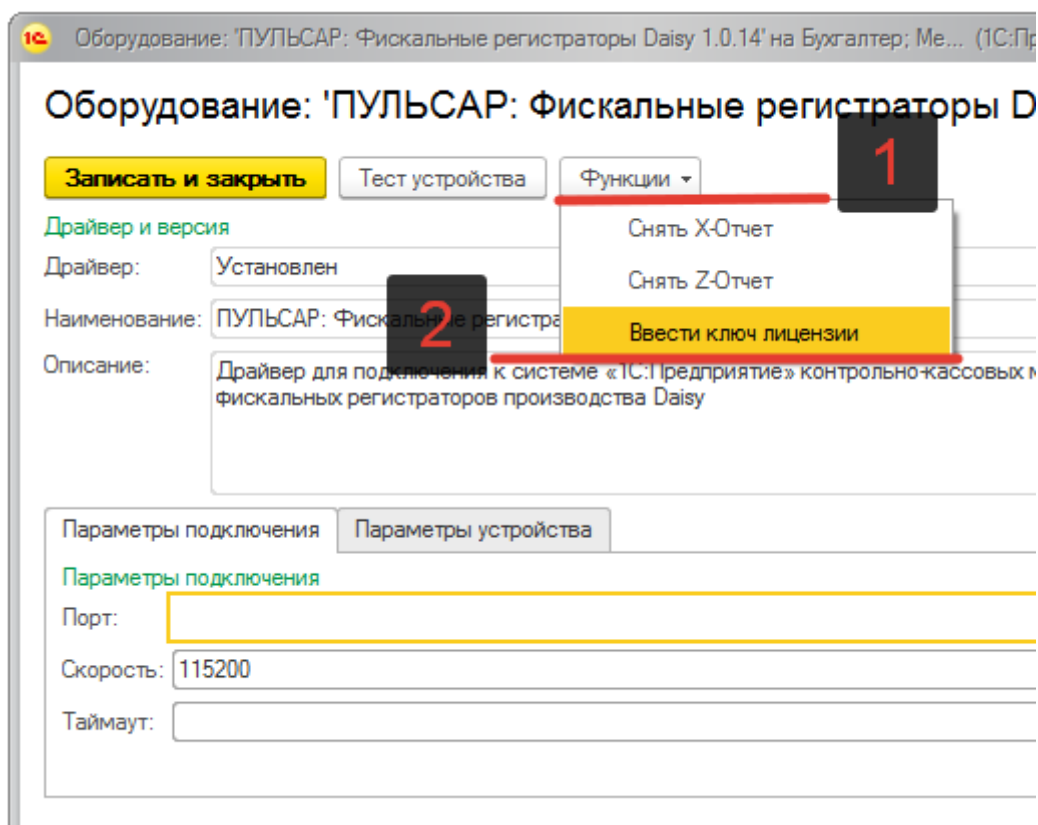 1С Оборудование: 'ПУЛЬСАР: Фискальные регистраторы Daisy 1.0.14' на Бухгалтер; Ме... (1С:Пр
Оборудование: 'ПУЛЬСАР: Фискальные регистраторы D
1
Записать и закрыть Тест устройства Функции
Драйвер и версия
Снять X-Отчет
Драйвер: Установлен
Снять Z-Отчет
2
Наименование: ПУЛЬСАР: Фискальные регистра
Ввести ключ лицензии
Описание: Драйвер для подключения к системе «1С:Предприятие» контрольно-кассовых м
фискальных регистраторов производства Daisy
Параметры подключения Параметры устройства
Параметры подключения
Порт:
Скорость: 115200
Таймаут: